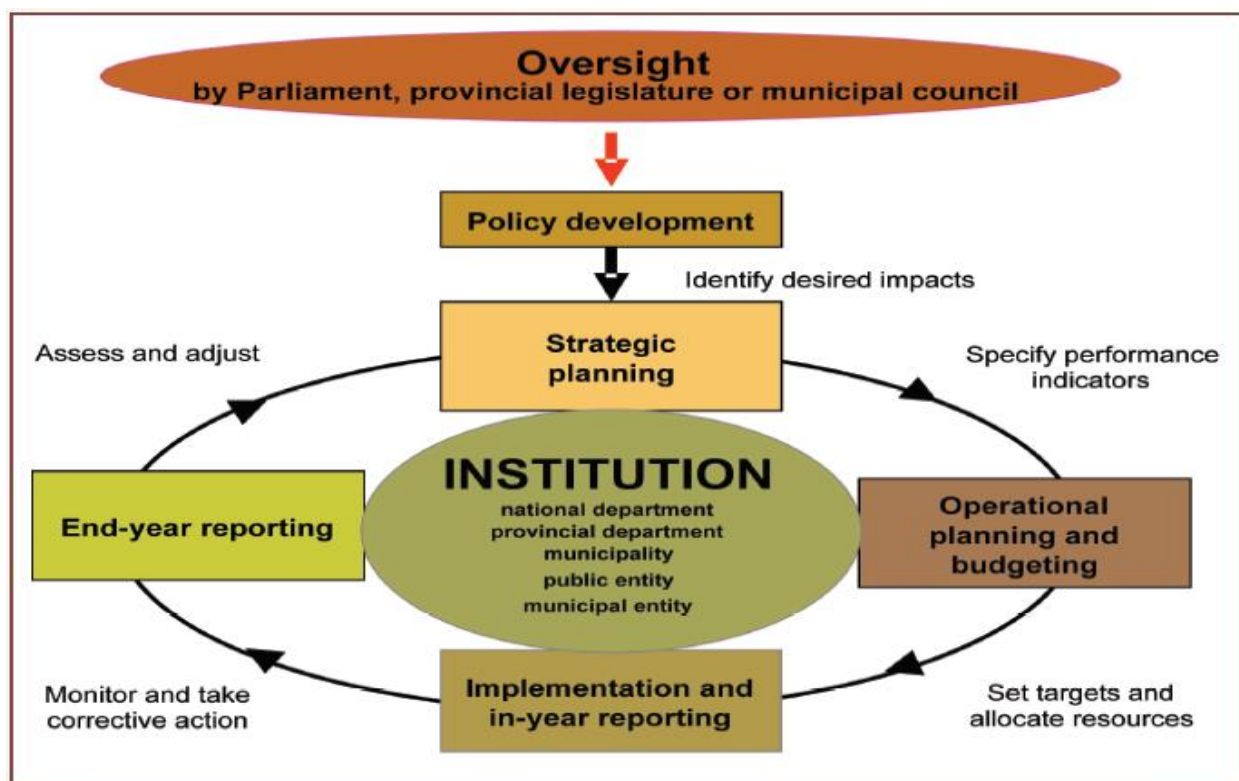 Oversight
by Parliament, provincial legislature or municipal council
Policy development
Identify desired impacts
Strategic
planning
Assess and adjust
Specify performance
indicators
INSTITUTION
national department
provincial department
municipality
public entity
municipal entity
End-year reporting
Operational
planning and
budgeting
Implementation and
in-year reporting
Monitor and take
corrective action
Set targets and
allocate resources